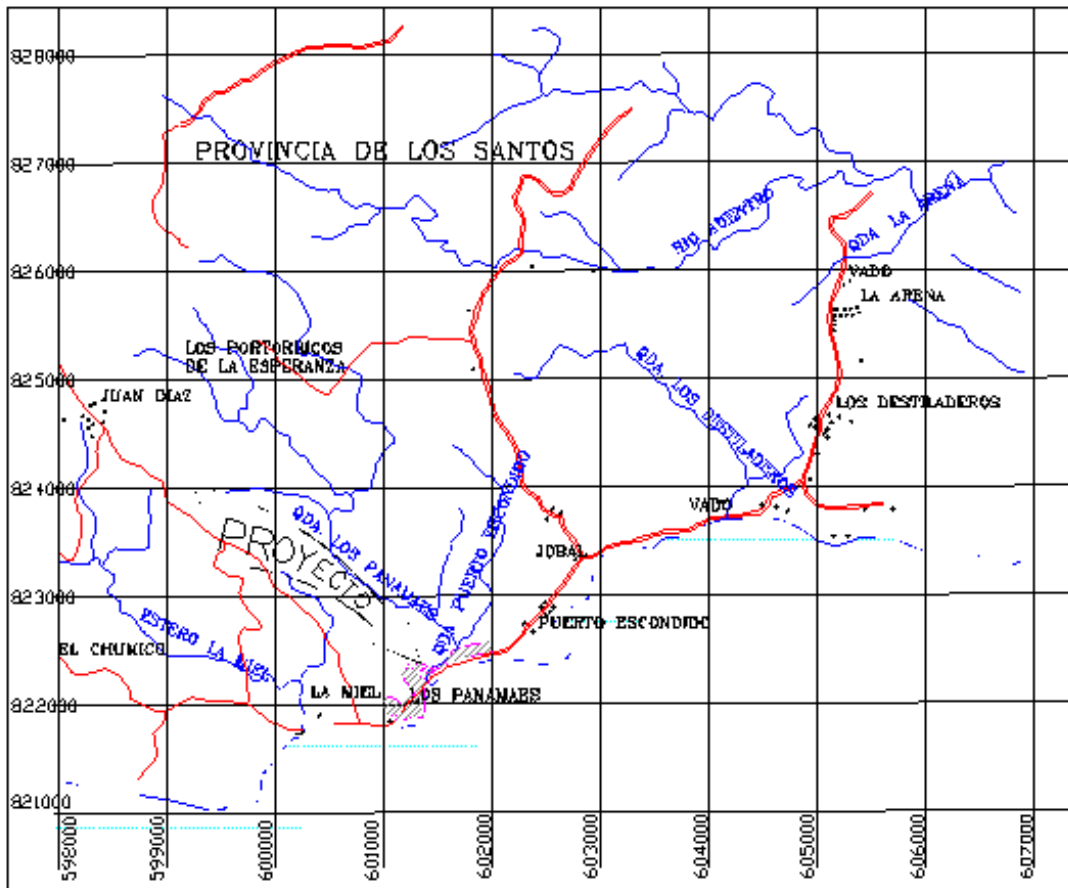 828000
827000
PROVINCIA DE LOS SANTOS
RIO ADENTRO
QDA LA ARENA
826000
VADO
LA ARENA
LOS PORTORRICOS
DE LA ESPERANZA
QDA. LOS DESTILADEROS
825000
JUAN DIAZ
LOS DESTILADEROS
824000
VADO
QDA. LOS PANAMAES
PROYECTO
QDA PUERTO ESCONDIDO
JOBAL
823000
PUERTO ESCONDIDO
ESTERO LA MIEL
EL CHUMICO
LA MIEL
LOS PANAMAES
822000
821000
598000
599000
600000
601000
602000
603000
604000
605000
606000
607000